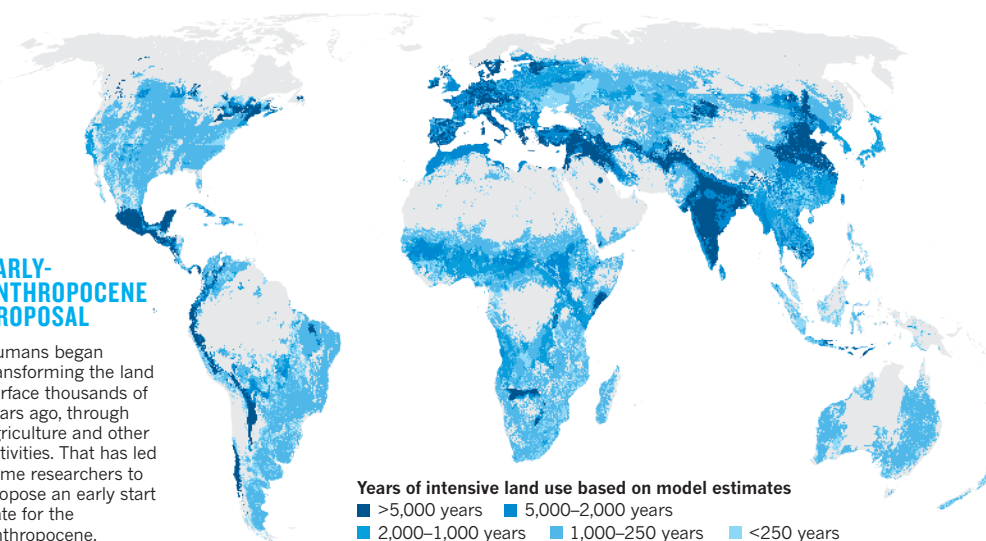 ARLY-
NTHROPOCENE
ROPOSAL
umans began
ansforming the land
rface thousands of
ars ago, through
griculture and other
tivities. That has led
me researchers to
opose an early start
ate for the
nthropocene.
Years of intensive land use based on model estimates
>5,000 years 5,000–2,000 years
2,000–1,000 years 1,000–250 years <250 years